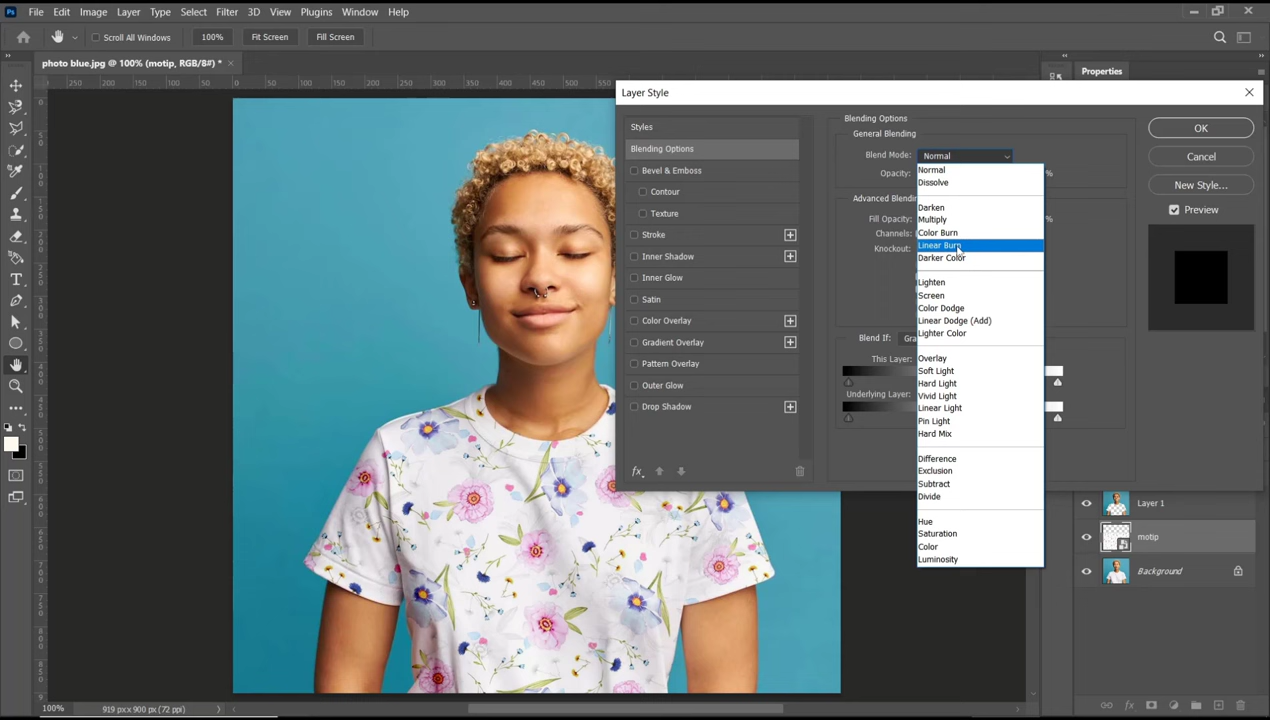 Ps File Edit Image Layer Type Select Filter 3D View Plugins Window Help
Scroll All Windows 100% Fit Screen Fill Screen
photo blue.jpg @ 100% (motip, RGB/8#) *
Properties
Layer Style
Styles
Blending Options
Bevel & Emboss
Contour
Texture
Stroke
Inner Shadow
Inner Glow
Satin
Color Overlay
Gradient Overlay
Pattern Overlay
Outer Glow
Drop Shadow
fx
Blending Options
General Blending
Blend Mode: Normal
Opacity: %
Advanced Blendin
Fill Opacity: %
Channels:
Knockout:
Blend If: Gra
This Layer:
Underlying Layer:
Normal
Dissolve
Darken
Multiply
Color Burn
Linear Burn
Darker Color
Lighten
Screen
Color Dodge
Linear Dodge (Add)
Lighter Color
Overlay
Soft Light
Hard Light
Vivid Light
Linear Light
Pin Light
Hard Mix
Difference
Exclusion
Subtract
Divide
Hue
Saturation
Color
Luminosity
OK
Cancel
New Style...
Preview
Layer 1
motip
Background
100% 919 px x 900 px (72 ppi)